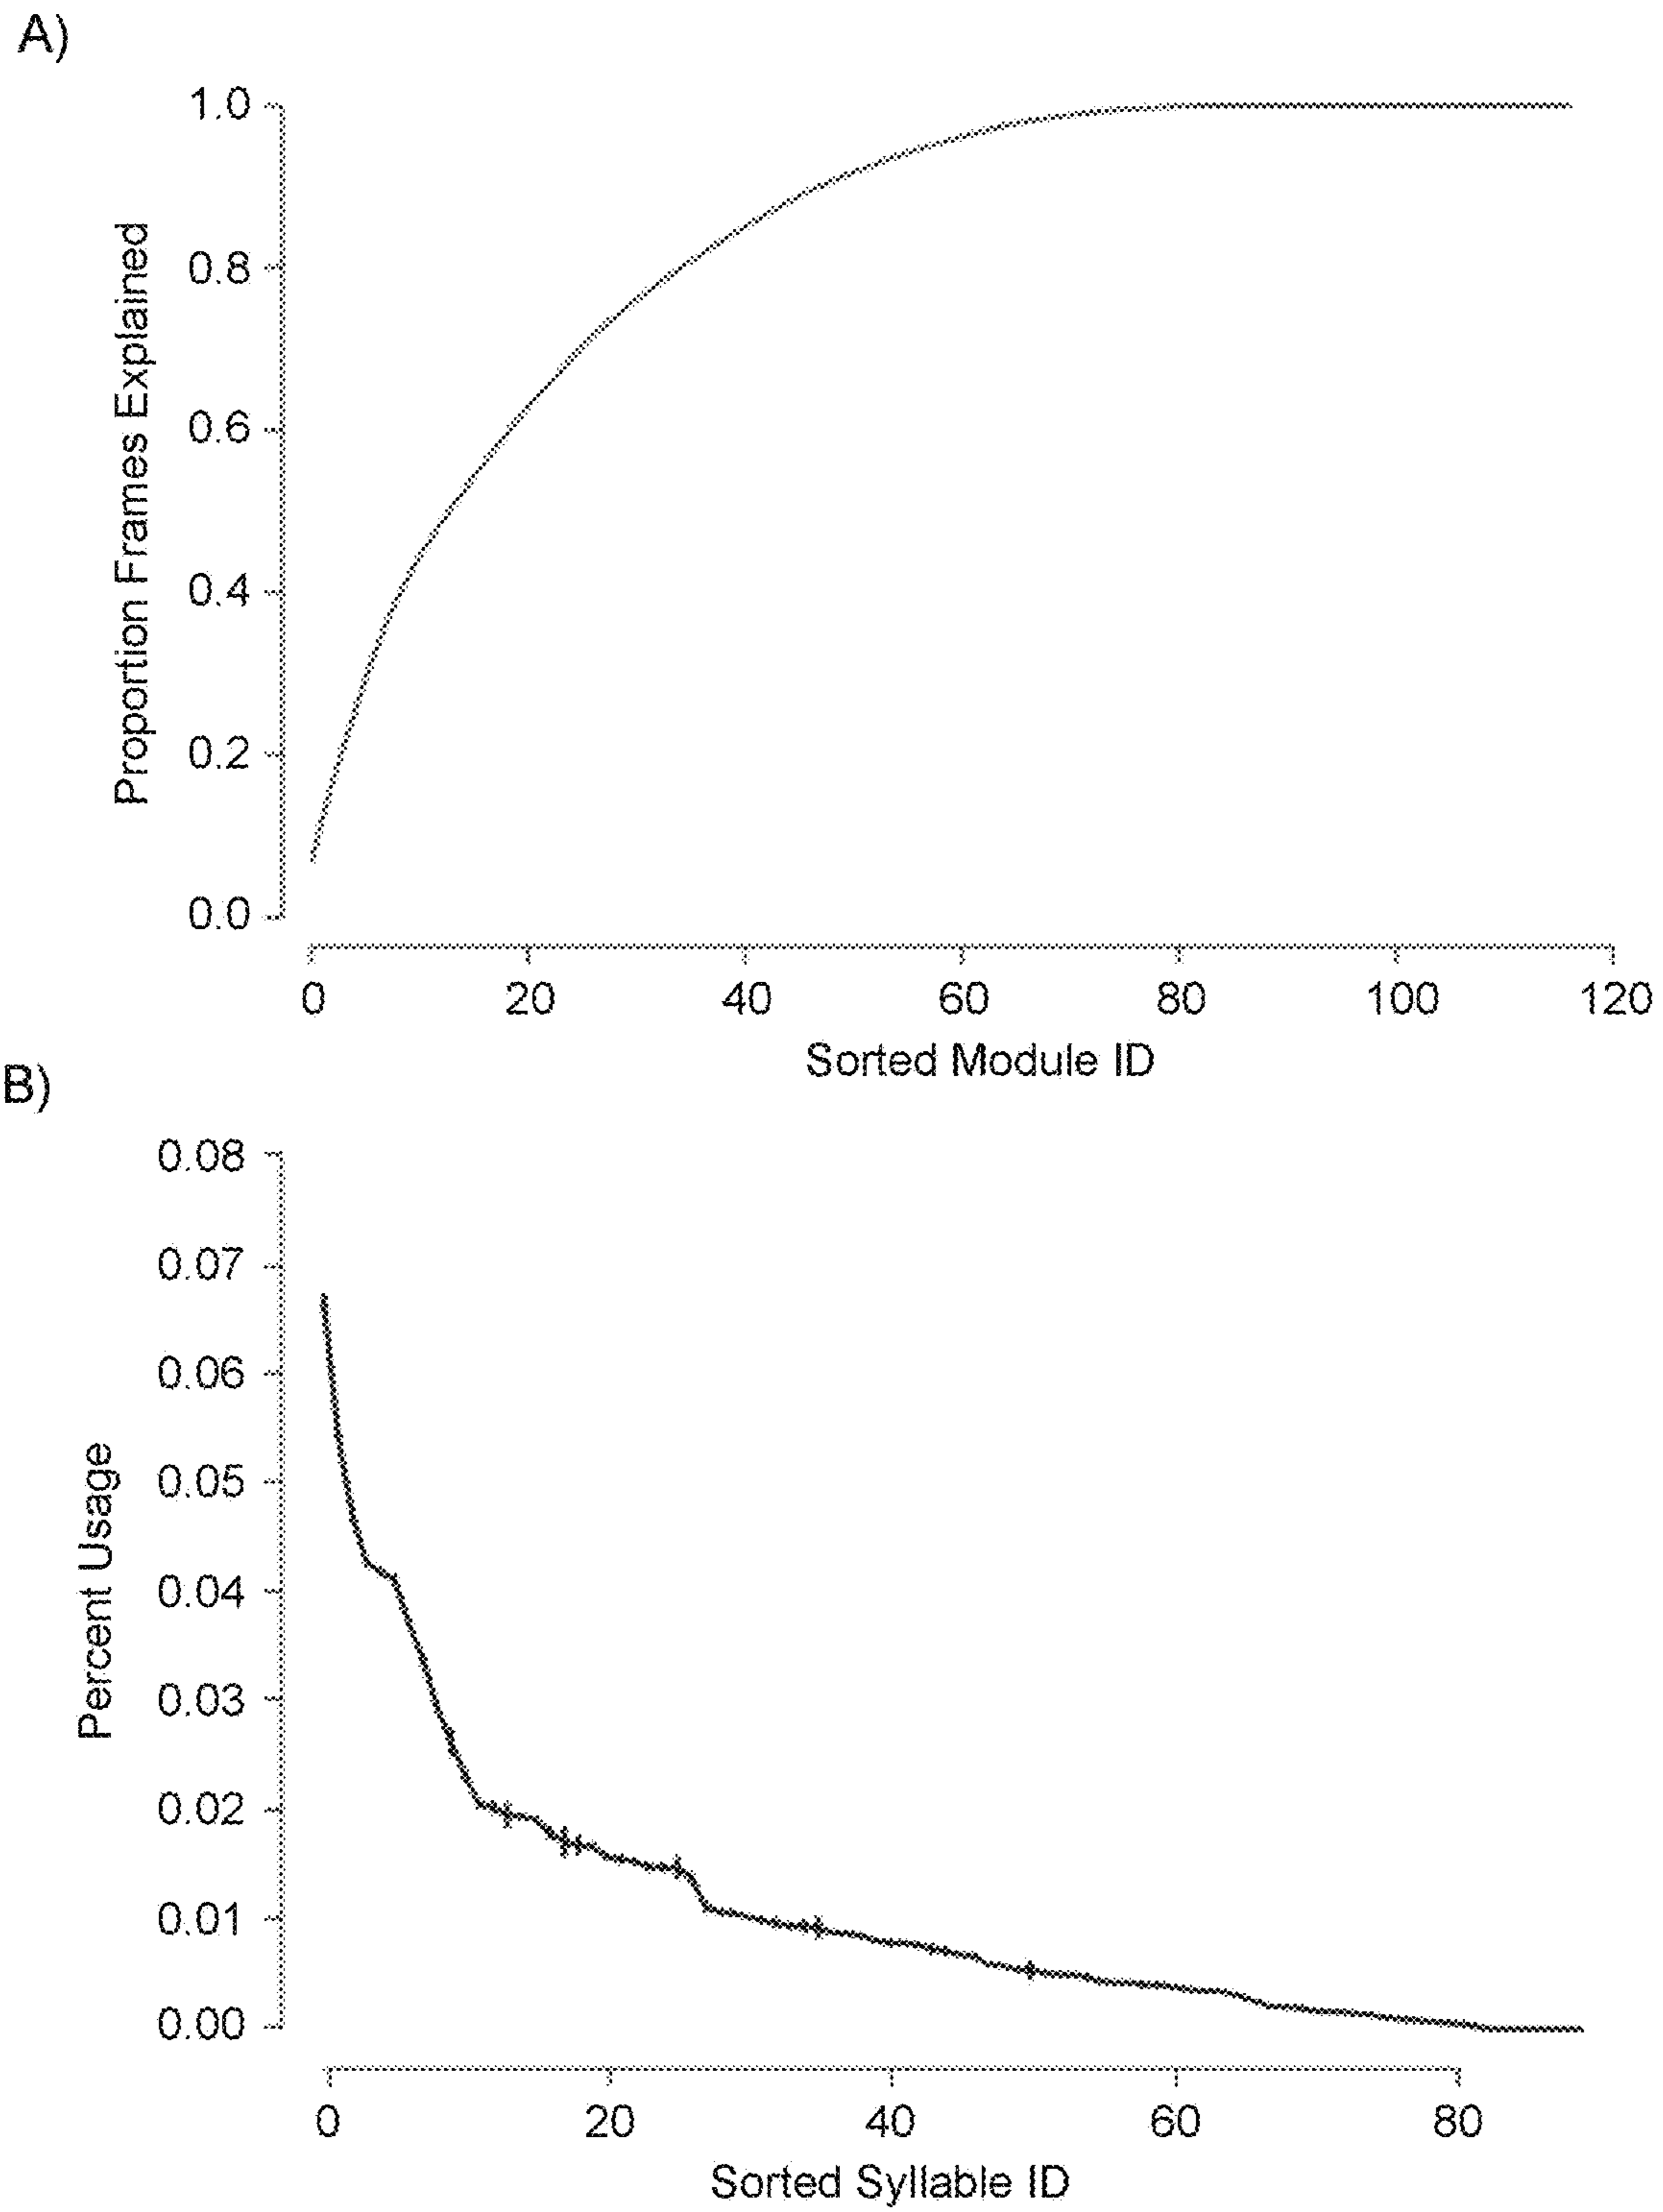 A)
1.0
0.8
0.6
0.4
0.2
0.0
Proportion Frames Explained
0 20 40 60 80 100 120
Sorted Module ID
B)
0.08
0.07
0.06
0.05
0.04
0.03
0.02
0.01
0.00
Percent Usage
0 20 40 60 80
Sorted Syllable ID